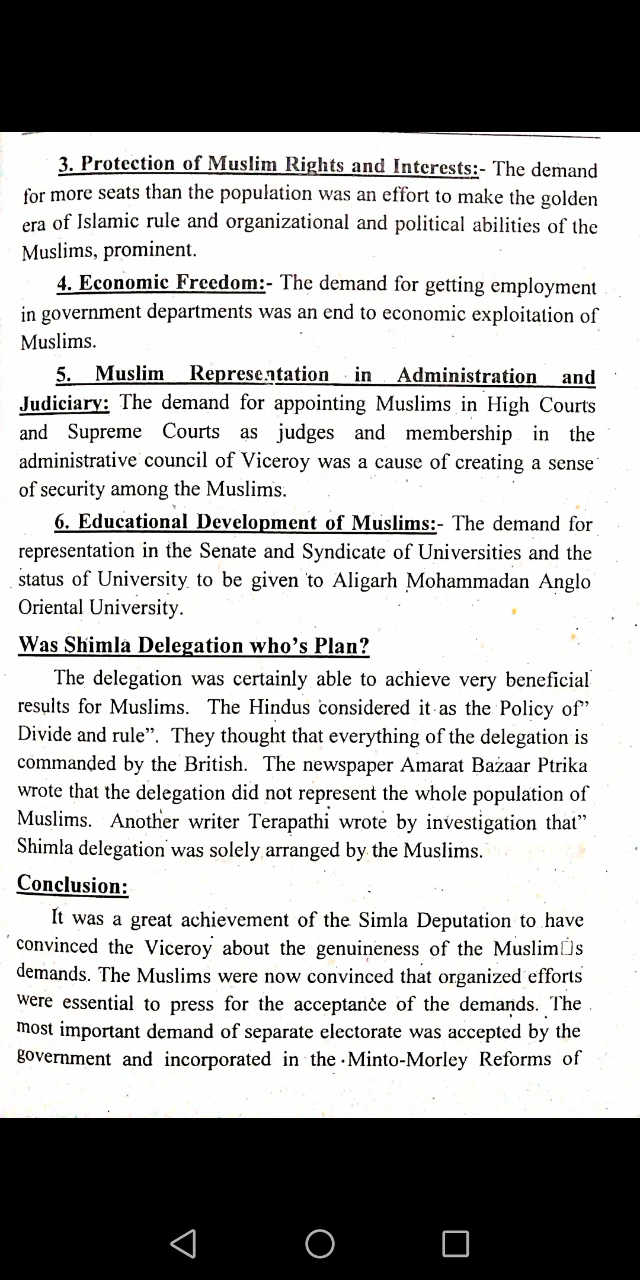 3. Protection of Muslim Rights and Interests:- The demand
for more seats than the population was an effort to make the golden
era of Islamic rule and organizational and political abilities of the
Muslims, prominent.
4. Economic Freedom:- The demand for getting employment
in government departments was an end to economic exploitation of
Muslims.
5. Muslim Representation in Administration and
Judiciary: The demand for appointing Muslims in High Courts
and Supreme Courts as judges and membership in the
administrative council of Viceroy was a cause of creating a sense
of security among the Muslims.
6. Educational Development of Muslims:- The demand for
representation in the Senate and Syndicate of Universities and the
status of University to be given to Aligarh Mohammadan Anglo
Oriental University.
Was Shimla Delegation who's Plan?
The delegation was certainly able to achieve very beneficial
results for Muslims. The Hindus considered it as the Policy of”
Divide and rule”. They thought that everything of the delegation is
commanded by the British. The newspaper Amarat Bazaar Ptrika
wrote that the delegation did not represent the whole population of
Muslims. Another writer Terapathi wrote by investigation that”
Shimla delegation was solely arranged by the Muslims.
Conclusion:
It was a great achievement of the Simla Deputation to have
convinced the Viceroy about the genuineness of the Muslim▯s
demands. The Muslims were now convinced that organized efforts
were essential to press for the acceptance of the demands. The
most important demand of separate electorate was accepted by the
government and incorporated in the Minto-Morley Reforms of